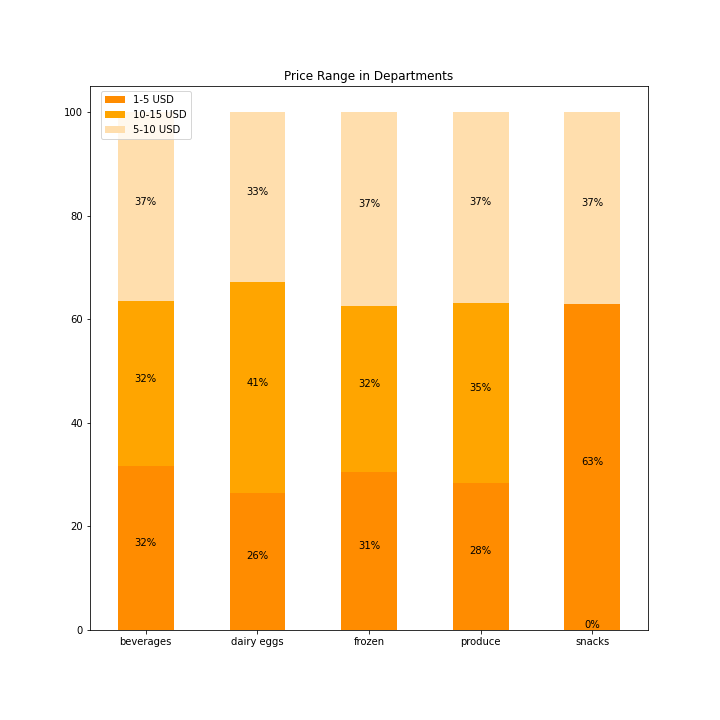 Price Range in Departments
1-5 USD
10-15 USD
5-10 USD
100
80
60
40
20
0
37%
33%
37%
37%
37%
32%
41%
32%
35%
63%
32%
26%
31%
28%
0%
beverages
dairy eggs
frozen
produce
snacks